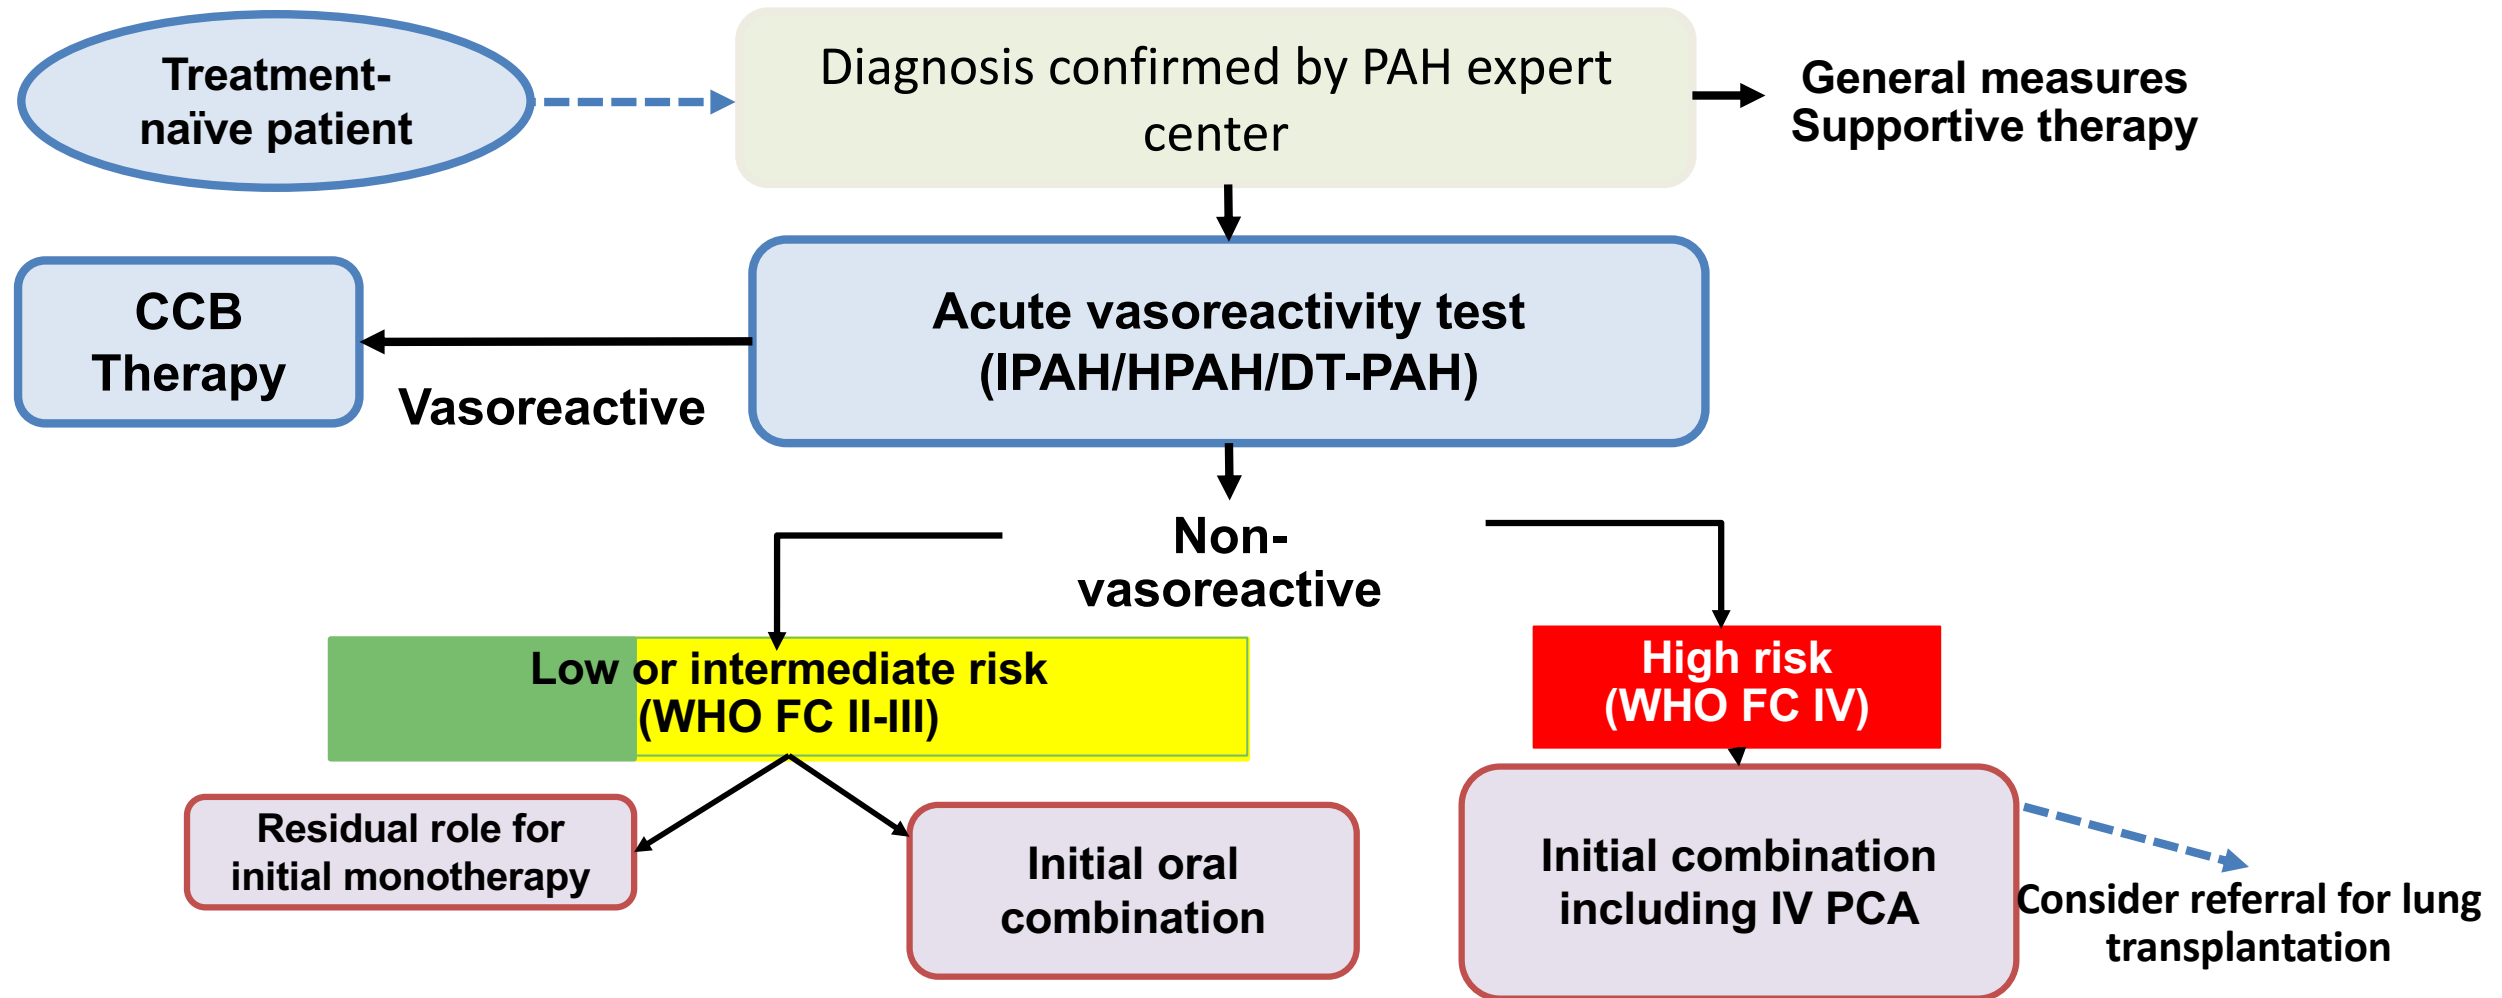 Treatment-
naïve patient
Diagnosis confirmed by PAH expert
center
General measures
Supportive therapy
CCB
Therapy
Vasoreactive
Acute vasoreactivity test
(IPAH/HPAH/DT-PAH)
Non-
vasoreactive
Low or intermediate risk
(WHO FC II-III)
High risk
(WHO FC IV)
Residual role for
initial monotherapy
Initial oral
combination
Initial combination
including IV PCA
Consider referral for lung
transplantation